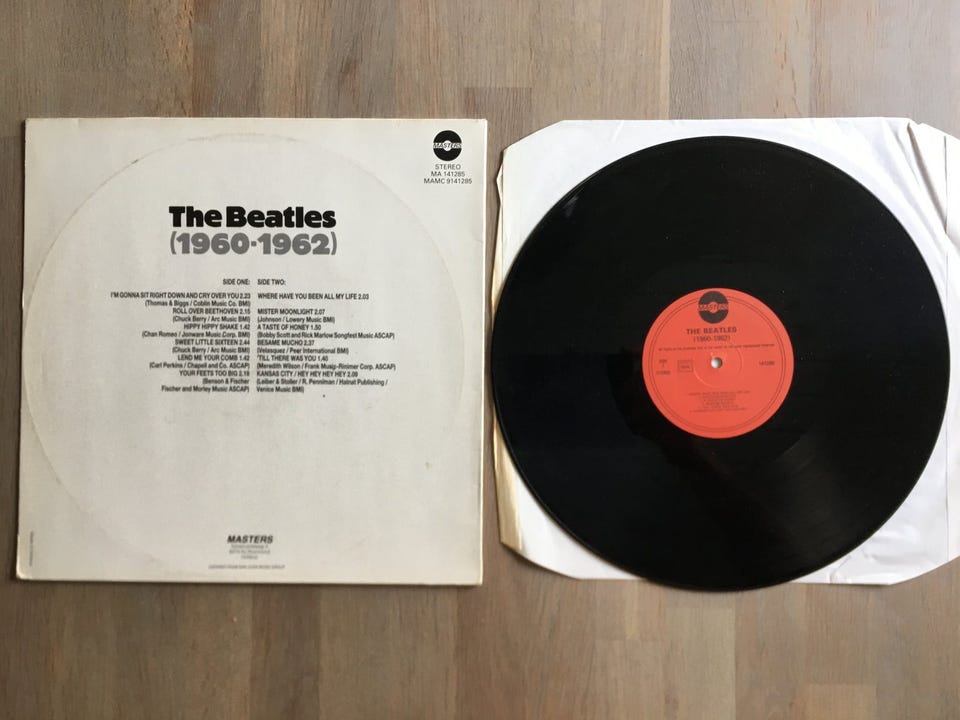 MASTERS
STEREO
MA 141285
MAMC 9141285
The Beatles
(1960-1962)
SIDE ONE:
I'M GONNA SIT RIGHT DOWN AND CRY OVER YOU 2.23
(Thomas & Biggs / Coblin Music Co. BMI)
ROLL OVER BEETHOVEN 2.15
(Chuck Berry / Arc Music BMI)
HIPPY HIPPY SHAKE 1.42
(Chan Romeo / Jonware Music Corp. BMI)
SWEET LITTLE SIXTEEN 2.44
(Chuck Berry / Arc Music BMI)
LEND ME YOUR COMB 1.42
(Carl Perkins / Chapell and Co. ASCAP)
YOUR FEETS TOO BIG 2.18
(Benson & Fischer
Fischer and Morley Music ASCAP)
SIDE TWO:
WHERE HAVE YOU BEEN ALL MY LIFE 2.03
MISTER MOONLIGHT 2.07
(Johnson / Lowery Music BMI)
A TASTE OF HONEY 1.50
(Bobby Scott and Rick Marlow Songfest Music ASCAP)
BESAME MUCHO 2.37
(Velasquez / Peer International BMI)
'TILL THERE WAS YOU 1.40
(Meredith Wilson / Frank Musig-Rinimer Corp. ASCAP)
KANSAS CITY / HEY HEY HEY HEY 2.09
(Leiber & Stoller / R. Penniman / Halnat Publishing /
Venice Music BMI)
MASTERS
MASTERS
THE BEATLES
(1960-1962)
STEREO
141285